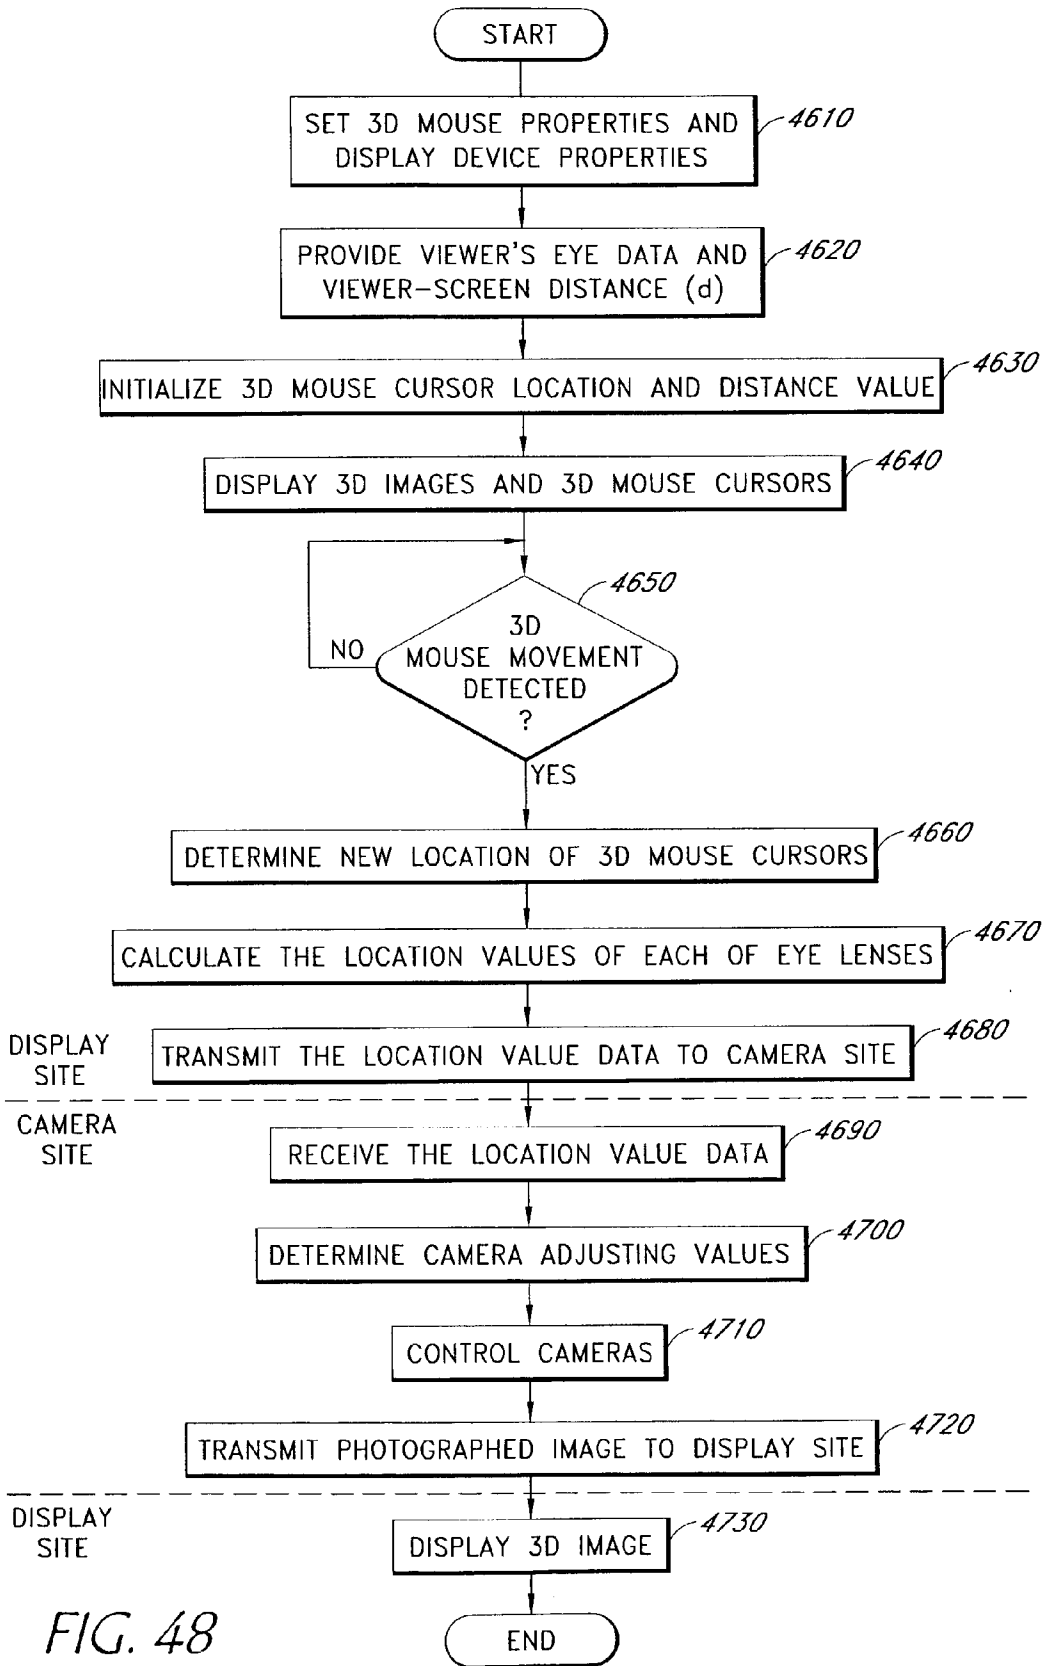 START
SET 3D MOUSE PROPERTIES AND
DISPLAY DEVICE PROPERTIES
4610
PROVIDE VIEWER'S EYE DATA AND
VIEWER-SCREEN DISTANCE (d)
4620
INITIALIZE 3D MOUSE CURSOR LOCATION AND DISTANCE VALUE
4630
DISPLAY 3D IMAGES AND 3D MOUSE CURSORS
4640
4650
3D
MOUSE MOVEMENT
DETECTED
?
NO
YES
DETERMINE NEW LOCATION OF 3D MOUSE CURSORS
4660
CALCULATE THE LOCATION VALUES OF EACH OF EYE LENSES
4670
DISPLAY
SITE
TRANSMIT THE LOCATION VALUE DATA TO CAMERA SITE
4680
CAMERA
SITE
RECEIVE THE LOCATION VALUE DATA
4690
DETERMINE CAMERA ADJUSTING VALUES
4700
CONTROL CAMERAS
4710
TRANSMIT PHOTOGRAPHED IMAGE TO DISPLAY SITE
4720
DISPLAY
SITE
DISPLAY 3D IMAGE
4730
END
FIG. 48